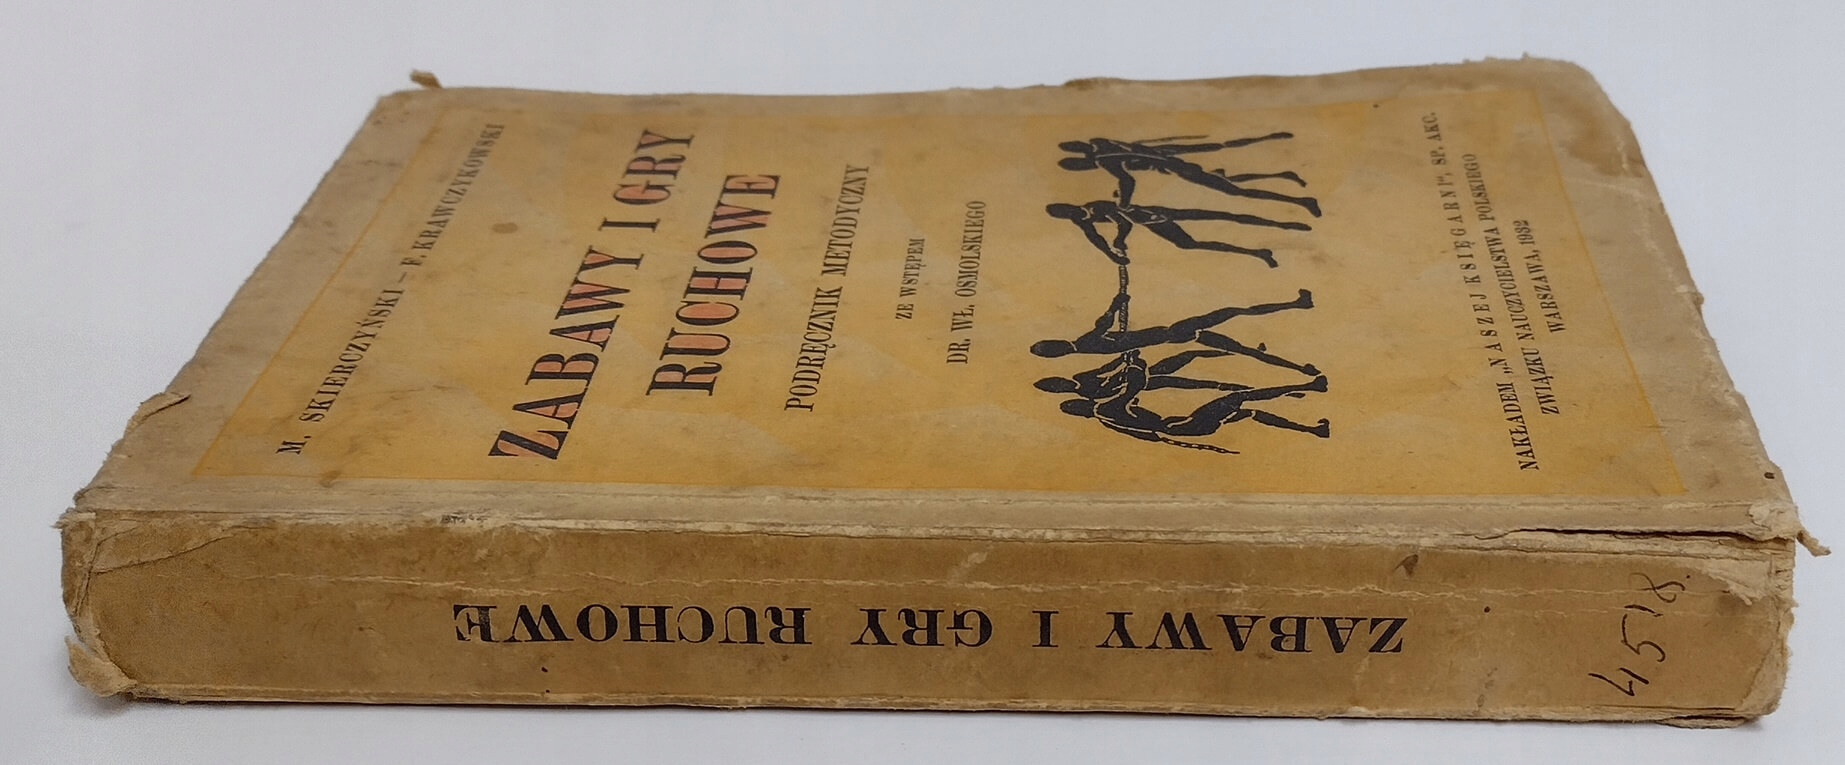 M. SKIERCZYŃSKI – F. KRAWCZYKOWSKI
ZABAWY I GRY
RUCHOWE
PODRĘCZNIK METODYCZNY
ZE WSTĘPEM
DR. WŁ. OSMOLSKIEGO
NAKŁADEM „NASZEJ KSIĘGARNI”, SP. AKC.
ZWIĄZKU NAUCZYCIELSTWA POLSKIEGO
WARSZAWA, 1932
ZABAWY I GRY RUCHOWE
4518